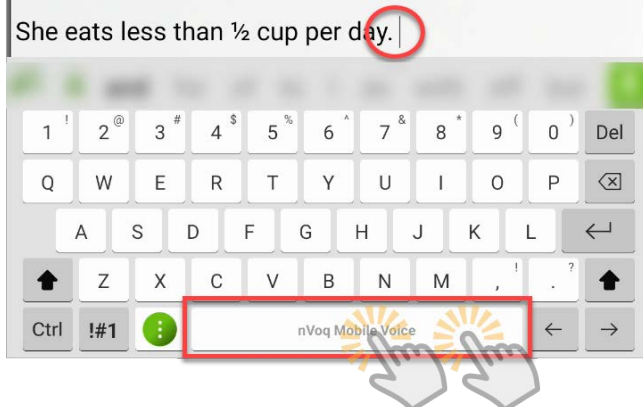 She eats less than ½ cup per day.
1 ! 2 @ 3 # 4 $ 5 % 6 ^ 7 & 8 * 9 ( 0 ) Del
Q W E R T Y U I O P
A S D F G H J K L
Z X C V B N M , ! . ?
Ctrl !#1 nVoq Mobile Voice ← →